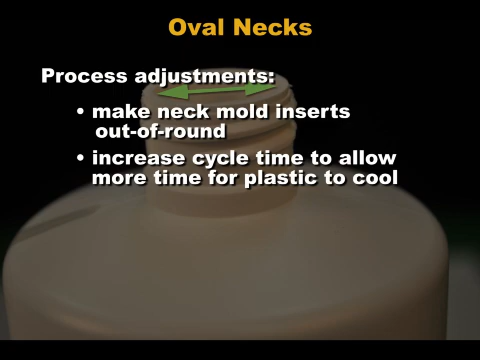 Oval Necks
Process adjustments:
• make neck mold inserts
out-of-round
• increase cycle time to allow
more time for plastic to cool